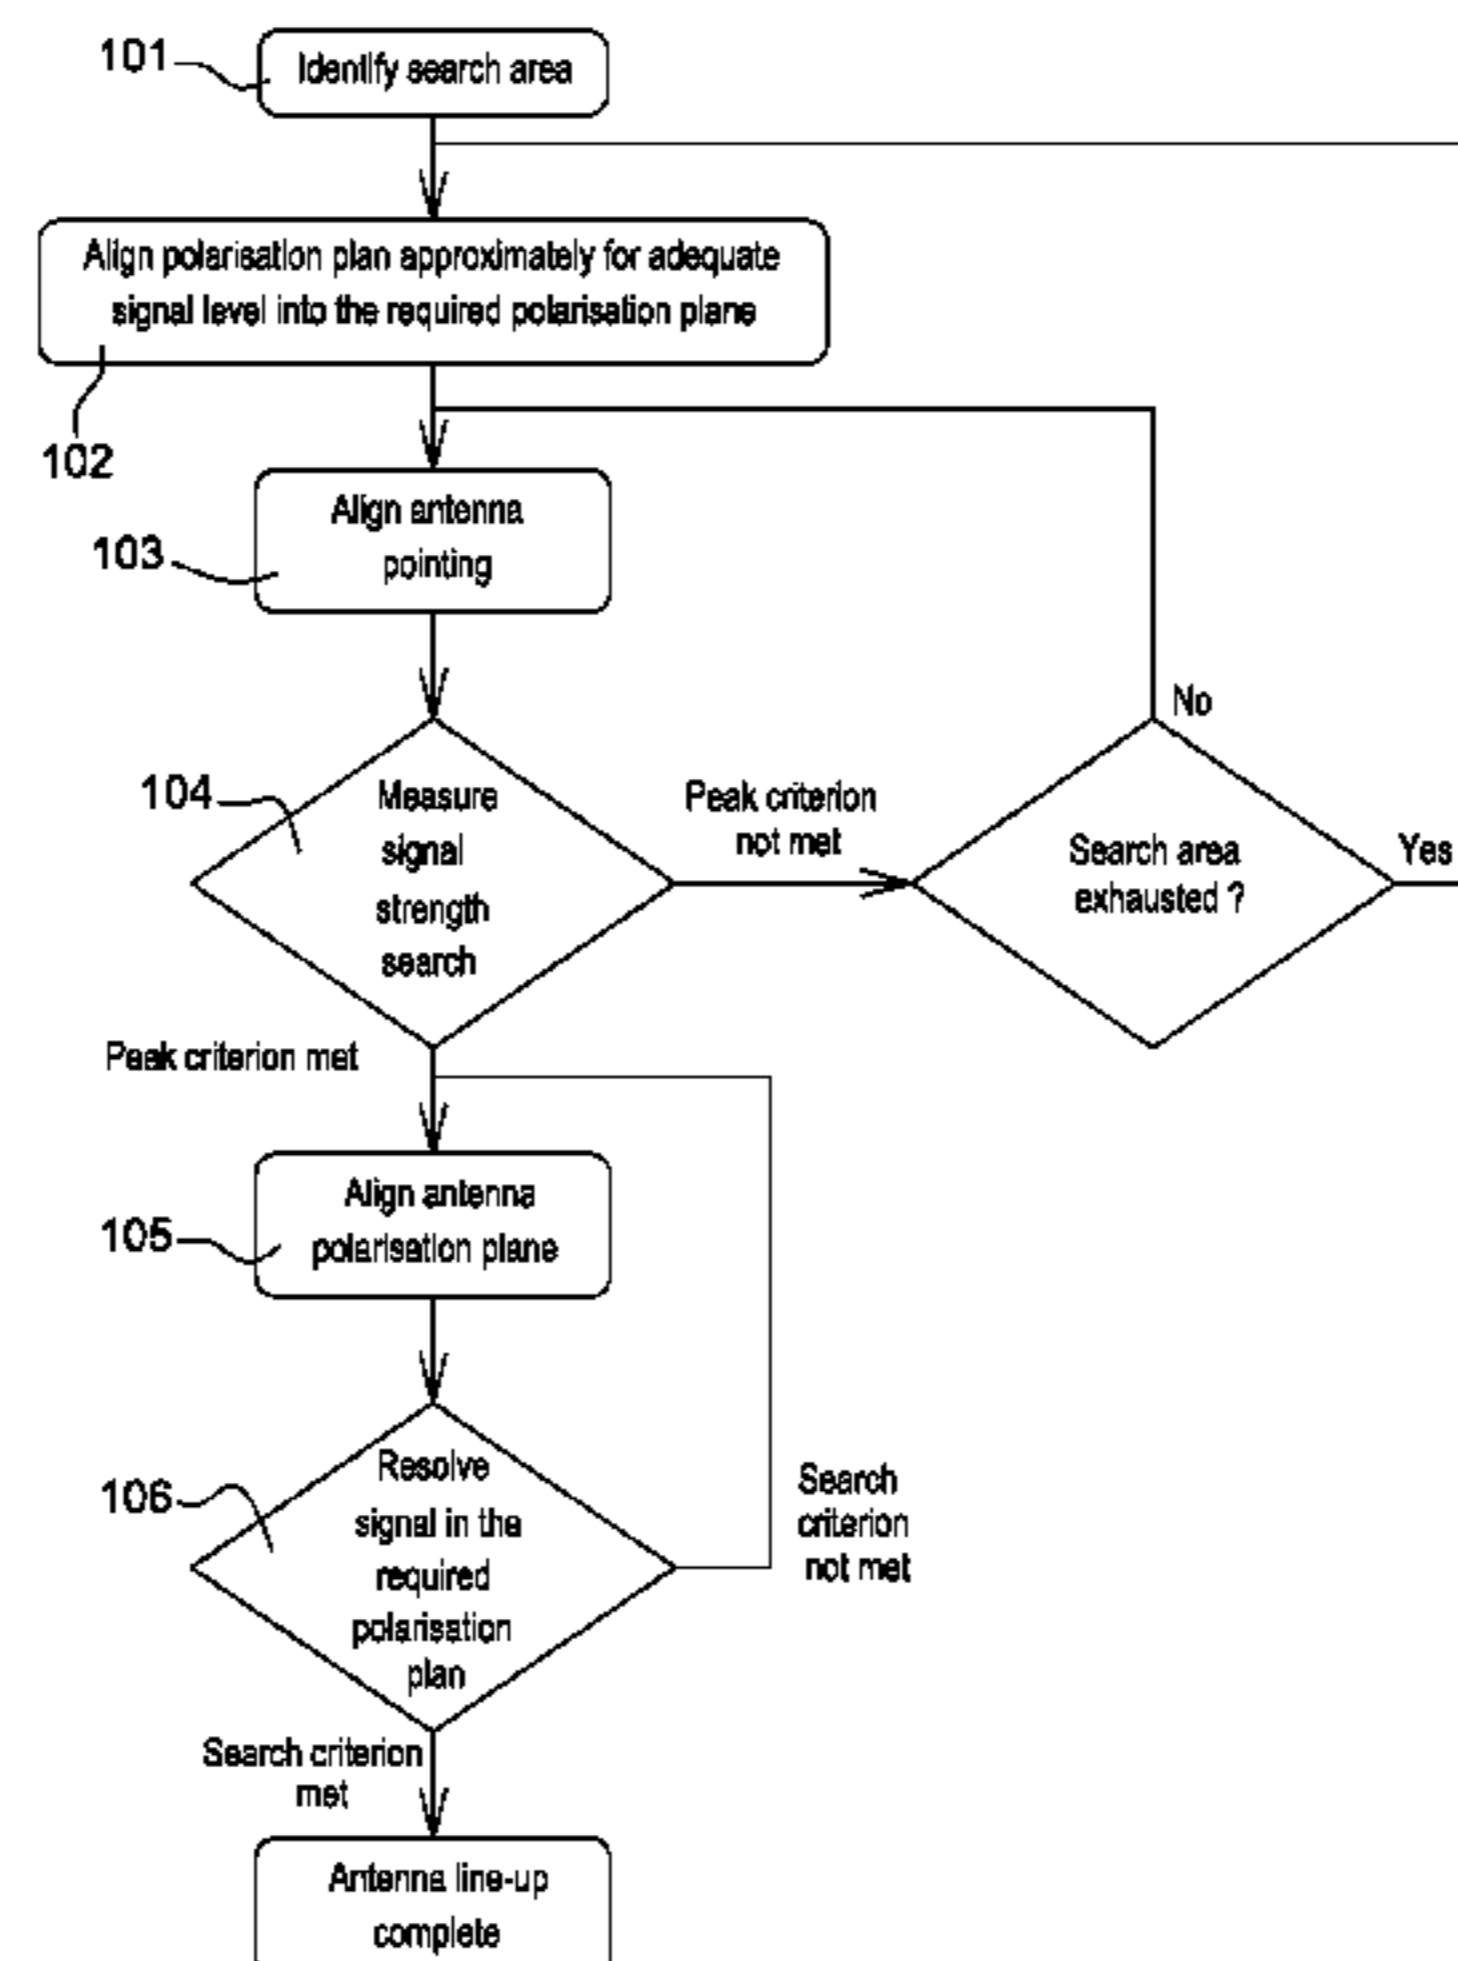 101
Identify search area
Align polarisation plan approximately for adequate
signal level into the required polarisation plane
102
Align antenna
pointing
103
No
104
Measure
signal
strength
search
Peak criterion
not met
Search area
exhausted ?
Yes
Peak criterion met
Align antenna
polarisation plane
105
106
Resolve
signal in the
required
polarisation
plan
Search
criterion
not met
Search criterion
met
Antenna line-up
complete